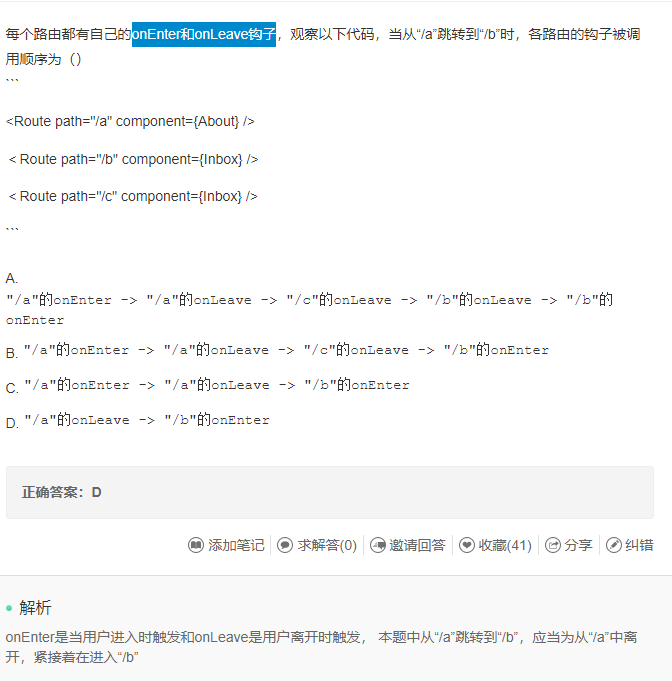 每个路由都有自己的onEnter和onLeave钩子，观察以下代码，当从“/a”跳转到“/b”时，各路由的钩子被调
用顺序为（）
```
<Route path="/a" component={About} />
＜Route path="/b" component={Inbox} />
＜Route path="/c" component={Inbox} />
```
A.
"/a"的onEnter -> "/a"的onLeave -> "/c"的onLeave -> "/b"的onLeave -> "/b"的
onEnter
B. "/a"的onEnter -> "/a"的onLeave -> "/c"的onLeave -> "/b"的onEnter
C. "/a"的onEnter -> "/a"的onLeave -> "/b"的onEnter
D. "/a"的onLeave -> "/b"的onEnter
正确答案：D
添加笔记 求解答(0) 邀请回答 收藏(41) 分享 纠错
解析
onEnter是当用户进入时触发和onLeave是用户离开时触发， 本题中从“/a”跳转到“/b”，应当为从“/a”中离
开，紧接着在进入“/b”